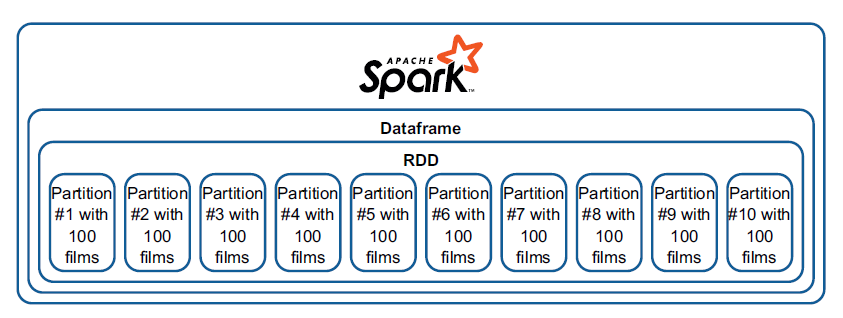 APACHE
Spark™
Dataframe
RDD
Partition #1 with 100 films
Partition #2 with 100 films
Partition #3 with 100 films
Partition #4 with 100 films
Partition #5 with 100 films
Partition #6 with 100 films
Partition #7 with 100 films
Partition #8 with 100 films
Partition #9 with 100 films
Partition #10 with 100 films